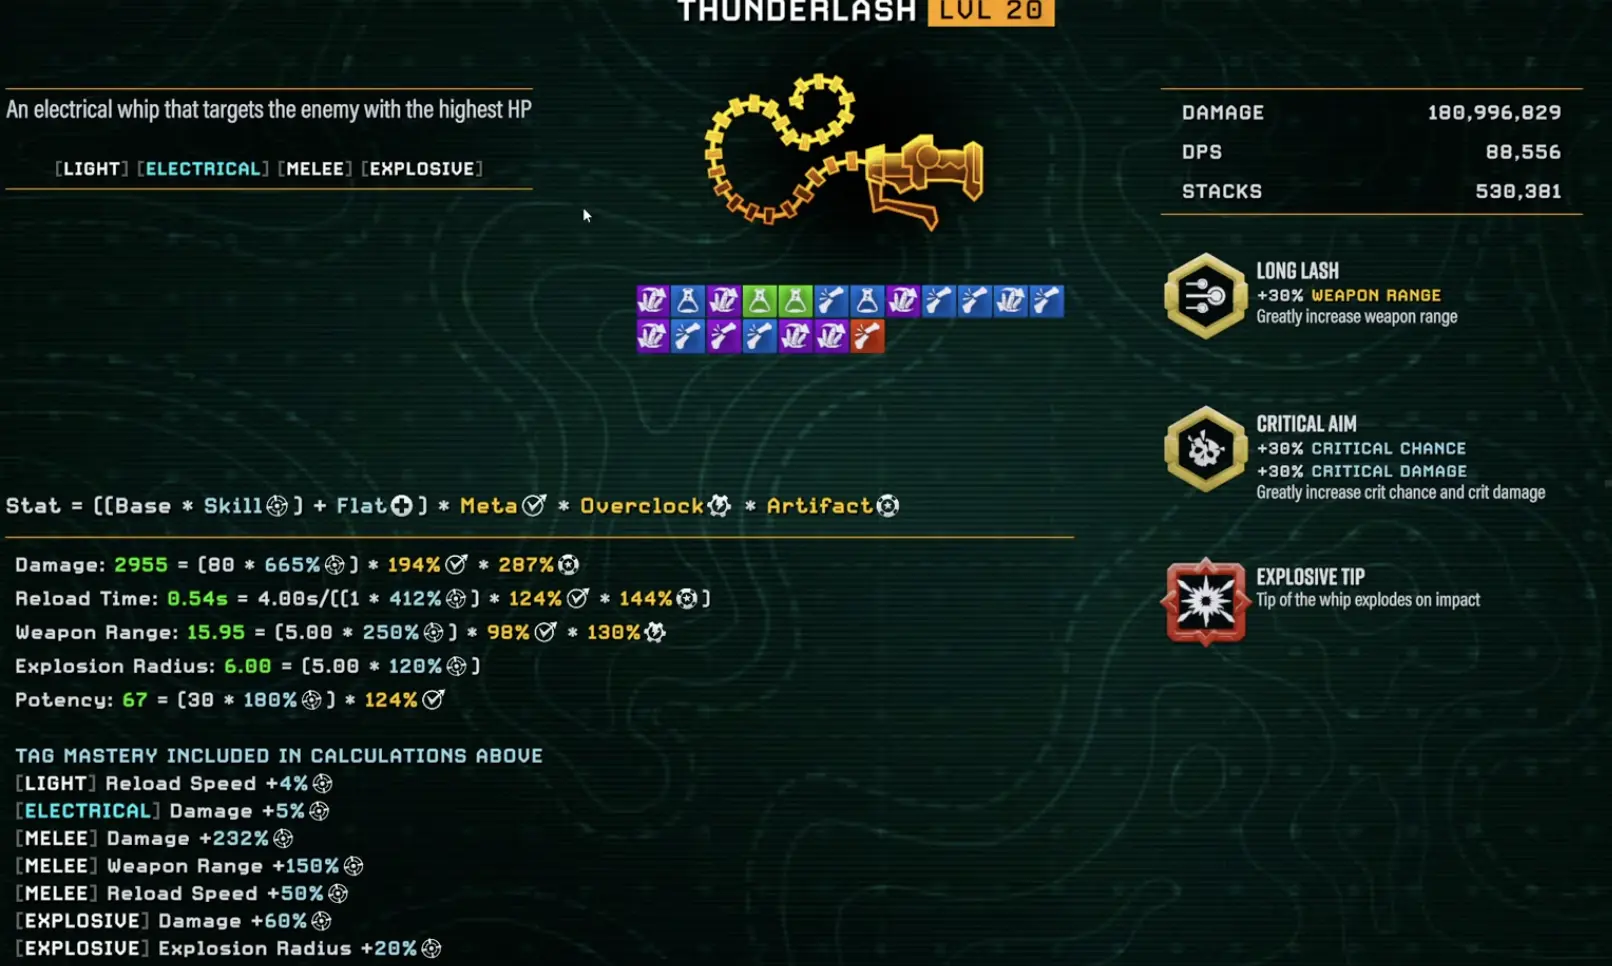 THUNDERLASH LVL 20
An electrical whip that targets the enemy with the highest HP
[LIGHT] [ELECTRICAL] [MELEE] [EXPLOSIVE]
DAMAGE 180,996,829
DPS 88,556
STACKS 530,381
LONG LASH
+30% WEAPON RANGE
Greatly increase weapon range
CRITICAL AIM
+30% CRITICAL CHANCE
+30% CRITICAL DAMAGE
Greatly increase crit chance and crit damage
EXPLOSIVE TIP
Tip of the whip explodes on impact
Stat = ((Base * Skill) + Flat) * Meta * Overclock * Artifact
Damage: 2955 = (80 * 665%) * 194% * 287%
Reload Time: 0.54s = 4.00s/((1 * 412%) * 124% * 144%)
Weapon Range: 15.95 = (5.00 * 250%) * 98% * 130%
Explosion Radius: 6.00 = (5.00 * 120%)
Potency: 67 = (30 * 180%) * 124%
TAG MASTERY INCLUDED IN CALCULATIONS ABOVE
[LIGHT] Reload Speed +4%
[ELECTRICAL] Damage +5%
[MELEE] Damage +232%
[MELEE] Weapon Range +150%
[MELEE] Reload Speed +50%
[EXPLOSIVE] Damage +60%
[EXPLOSIVE] Explosion Radius +20%